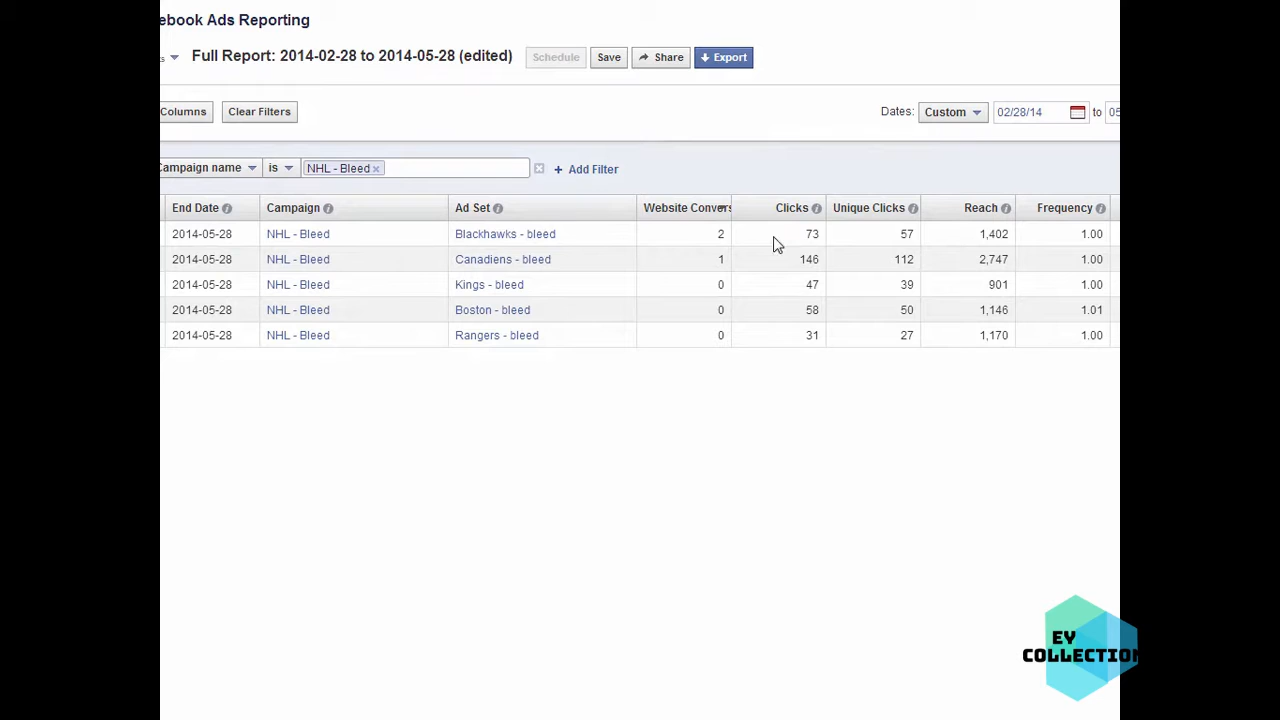 ebook Ads Reporting
s Full Report: 2014-02-28 to 2014-05-28 (edited) Schedule Save Share Export
Columns Clear Filters Dates: Custom 02/28/14 to 05
Campaign name is NHL - Bleed × + Add Filter
End Date Campaign Ad Set Website Convers Clicks Unique Clicks Reach Frequency
2014-05-28 NHL - Bleed Blackhawks - bleed 2 73 57 1,402 1.00
2014-05-28 NHL - Bleed Canadiens - bleed 1 146 112 2,747 1.00
2014-05-28 NHL - Bleed Kings - bleed 0 47 39 901 1.00
2014-05-28 NHL - Bleed Boston - bleed 0 58 50 1,146 1.01
2014-05-28 NHL - Bleed Rangers - bleed 0 31 27 1,170 1.00
EY
COLLECTION